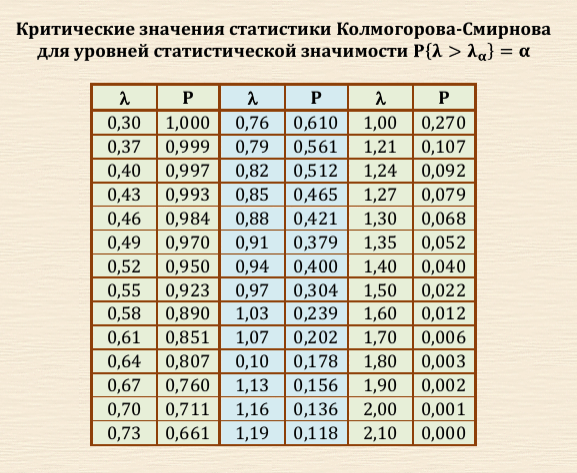 Критические значения статистики Колмогорова-Смирнова
для уровней статистической значимости P{λ > λα} = α
λ P λ P λ P
0,30 1,000 0,76 0,610 1,00 0,270
0,37 0,999 0,79 0,561 1,21 0,107
0,40 0,997 0,82 0,512 1,24 0,092
0,43 0,993 0,85 0,465 1,27 0,079
0,46 0,984 0,88 0,421 1,30 0,068
0,49 0,970 0,91 0,379 1,35 0,052
0,52 0,950 0,94 0,400 1,40 0,040
0,55 0,923 0,97 0,304 1,50 0,022
0,58 0,890 1,03 0,239 1,60 0,012
0,61 0,851 1,07 0,202 1,70 0,006
0,64 0,807 0,10 0,178 1,80 0,003
0,67 0,760 1,13 0,156 1,90 0,002
0,70 0,711 1,16 0,136 2,00 0,001
0,73 0,661 1,19 0,118 2,10 0,000